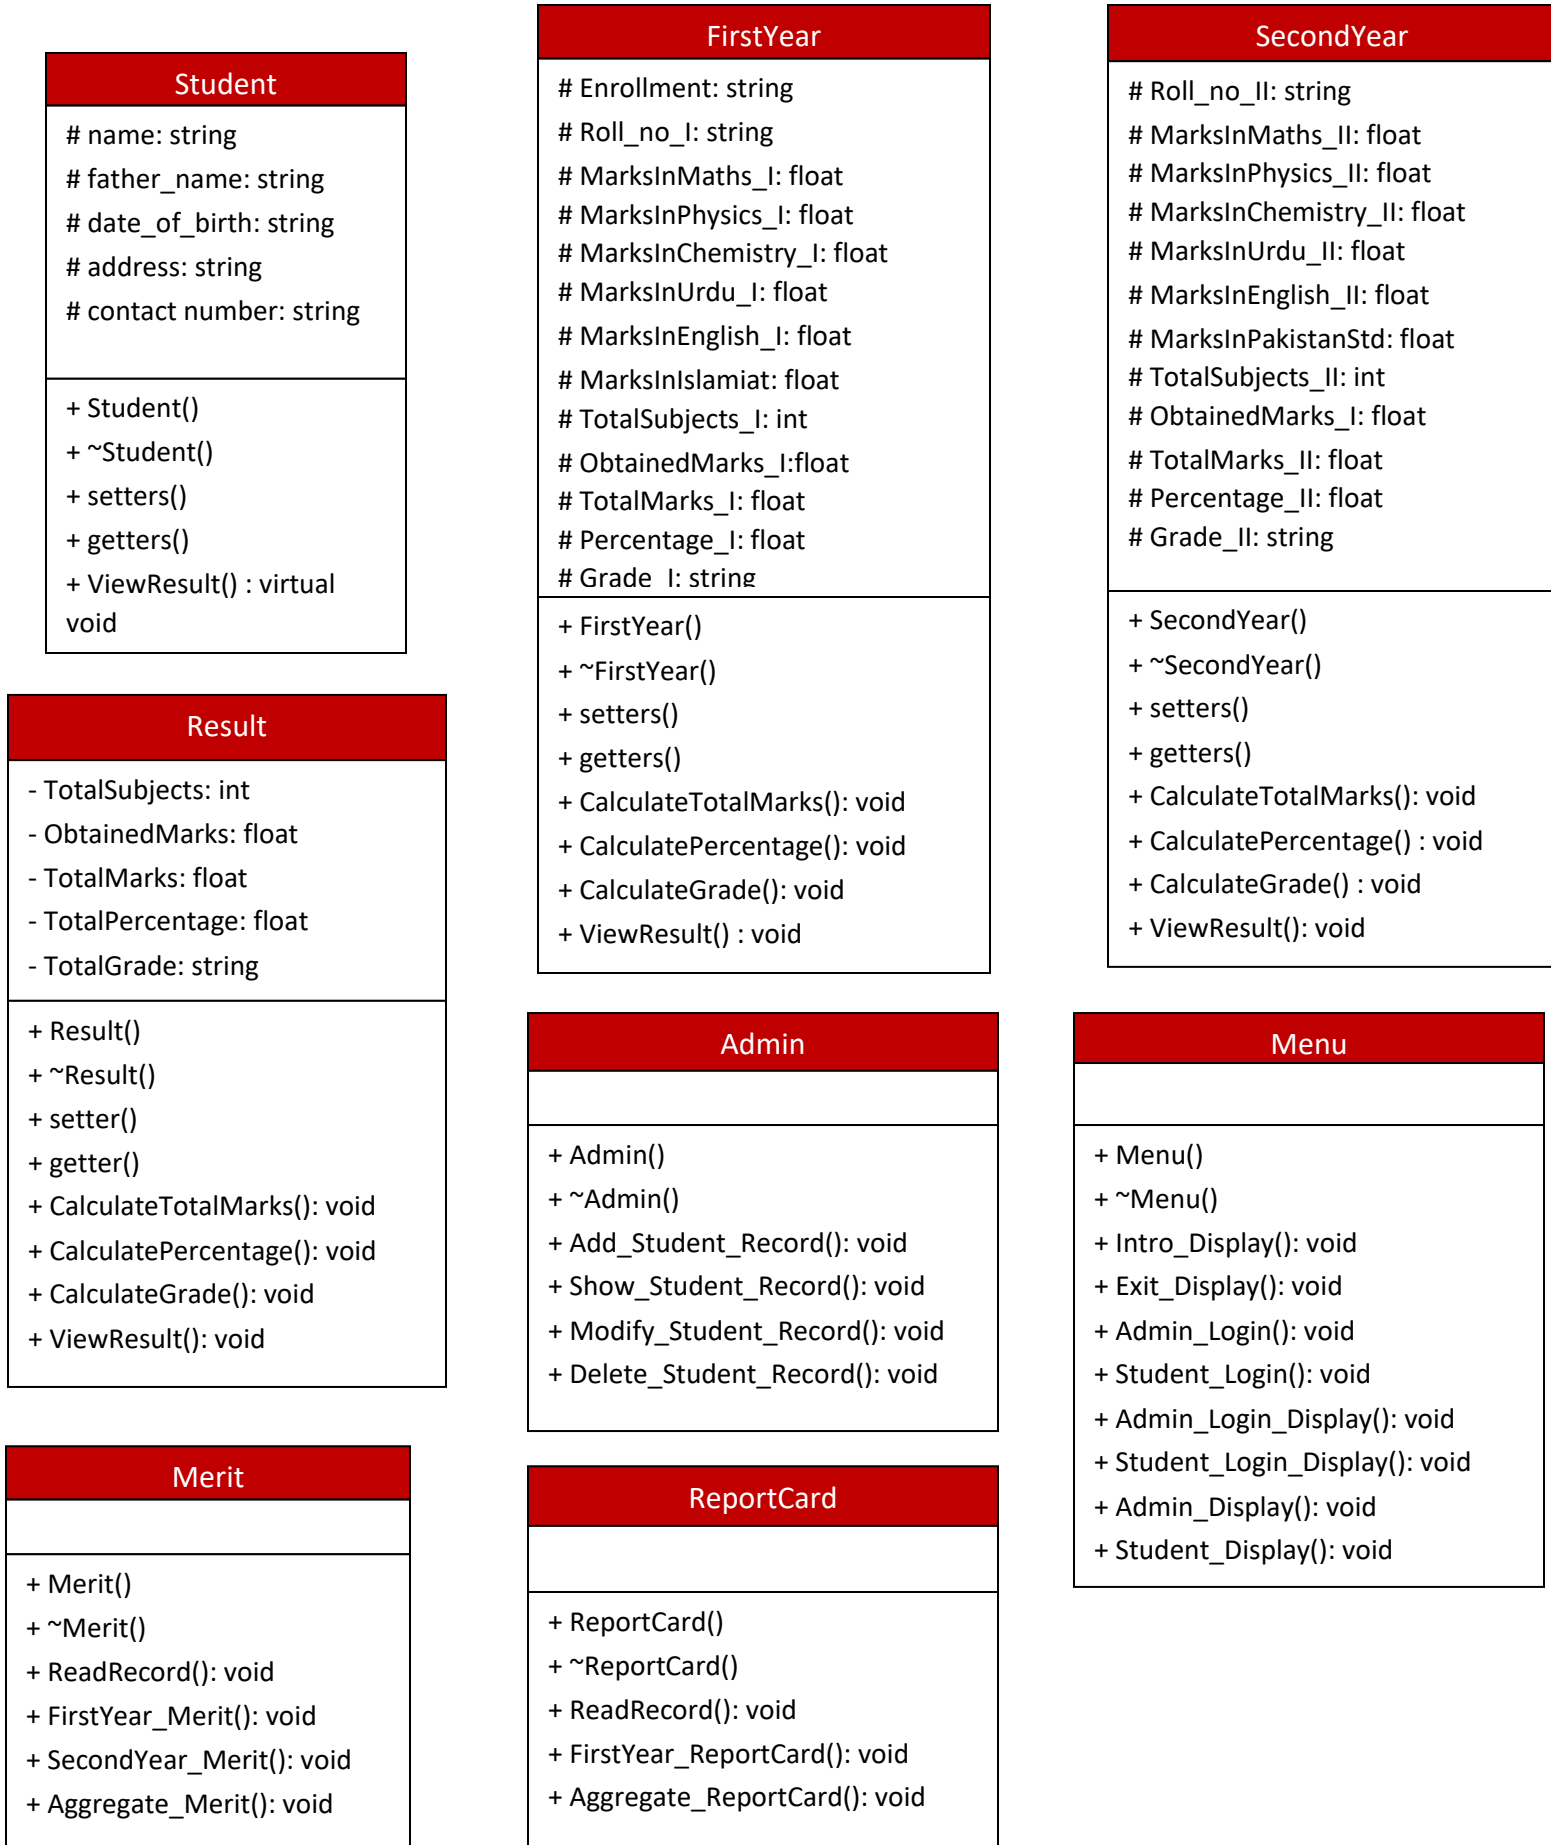 Student
# name: string
# father_name: string
# date_of_birth: string
# address: string
# contact number: string
+ Student()
+ ~Student()
+ setters()
+ getters()
+ ViewResult() : virtual
void
FirstYear
# Enrollment: string
# Roll_no_I: string
# MarksInMaths_I: float
# MarksInPhysics_I: float
# MarksInChemistry_I: float
# MarksInUrdu_I: float
# MarksInEnglish_I: float
# MarksInIslamiat: float
# TotalSubjects_I: int
# ObtainedMarks_I:float
# TotalMarks_I: float
# Percentage_I: float
# Grade_I: string
+ FirstYear()
+ ~FirstYear()
+ setters()
+ getters()
+ CalculateTotalMarks(): void
+ CalculatePercentage(): void
+ CalculateGrade(): void
+ ViewResult() : void
SecondYear
# Roll_no_II: string
# MarksInMaths_II: float
# MarksInPhysics_II: float
# MarksInChemistry_II: float
# MarksInUrdu_II: float
# MarksInEnglish_II: float
# MarksInPakistanStd: float
# TotalSubjects_II: int
# ObtainedMarks_I: float
# TotalMarks_II: float
# Percentage_II: float
# Grade_II: string
+ SecondYear()
+ ~SecondYear()
+ setters()
+ getters()
+ CalculateTotalMarks(): void
+ CalculatePercentage() : void
+ CalculateGrade() : void
+ ViewResult(): void
Result
- TotalSubjects: int
- ObtainedMarks: float
- TotalMarks: float
- TotalPercentage: float
- TotalGrade: string
+ Result()
+ ~Result()
+ setter()
+ getter()
+ CalculateTotalMarks(): void
+ CalculatePercentage(): void
+ CalculateGrade(): void
+ ViewResult(): void
Admin
+ Admin()
+ ~Admin()
+ Add_Student_Record(): void
+ Show_Student_Record(): void
+ Modify_Student_Record(): void
+ Delete_Student_Record(): void
Menu
+ Menu()
+ ~Menu()
+ Intro_Display(): void
+ Exit_Display(): void
+ Admin_Login(): void
+ Student_Login(): void
+ Admin_Login_Display(): void
+ Student_Login_Display(): void
+ Admin_Display(): void
+ Student_Display(): void
Merit
+ Merit()
+ ~Merit()
+ ReadRecord(): void
+ FirstYear_Merit(): void
+ SecondYear_Merit(): void
+ Aggregate_Merit(): void
ReportCard
+ ReportCard()
+ ~ReportCard()
+ ReadRecord(): void
+ FirstYear_ReportCard(): void
+ Aggregate_ReportCard(): void